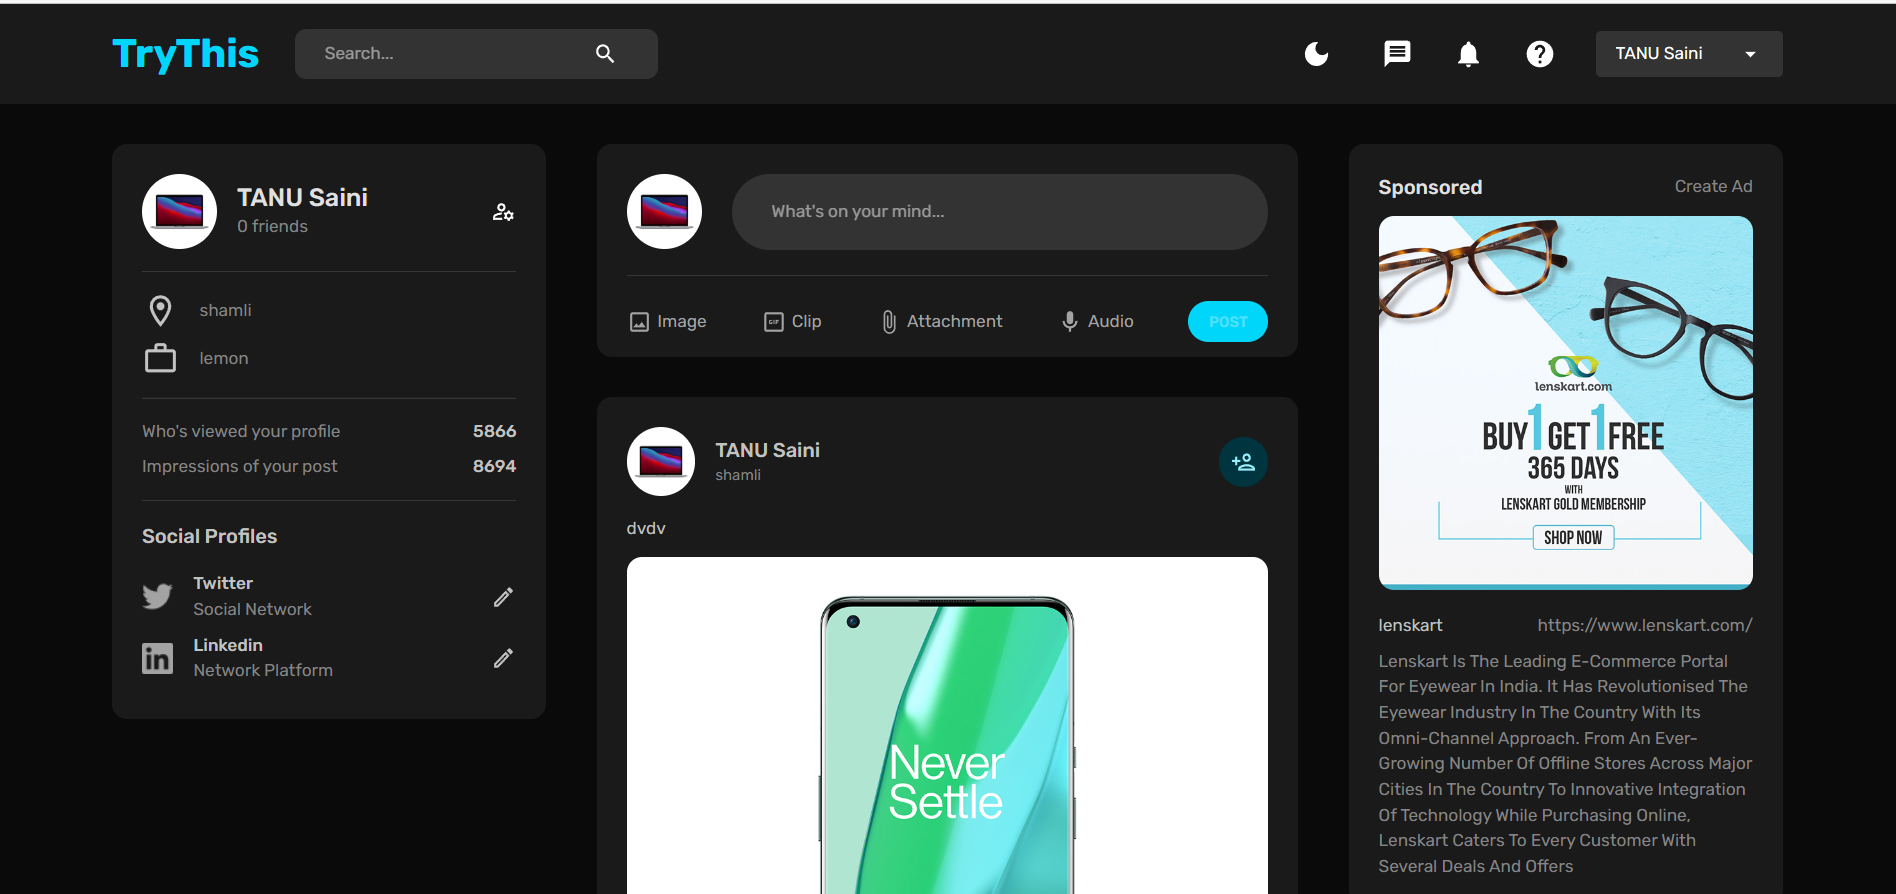 TryThis
Search...
TANU Saini
TANU Saini
0 friends
shamli
lemon
Who's viewed your profile 5866
Impressions of your post 8694
Social Profiles
Twitter
Social Network
Linkedin
Network Platform
What's on your mind...
Image
GIF Clip
Attachment
Audio
POST
TANU Saini
shamli
dvdv
Never
Settle
Sponsored Create Ad
lenskart.com
BUY 1 GET 1 FREE
365 DAYS
WITH
LENSKART GOLD MEMBERSHIP
SHOP NOW
lenskart https://www.lenskart.com/
Lenskart Is The Leading E-Commerce Portal
For Eyewear In India. It Has Revolutionised The
Eyewear Industry In The Country With Its
Omni-Channel Approach. From An Ever-
Growing Number Of Offline Stores Across Major
Cities In The Country To Innovative Integration
Of Technology While Purchasing Online,
Lenskart Caters To Every Customer With
Several Deals And Offers